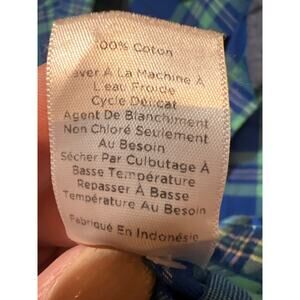 100% Coton
Laver À La Machine À
L'eau Froide
Cycle Délicat
Agent De Blanchiment
Non Chloré Seulement
Au Besoin
Sécher Par Culbutage À
Basse Température
Repasser À Basse
Température Au Besoin
Fabriqué En Indonésie